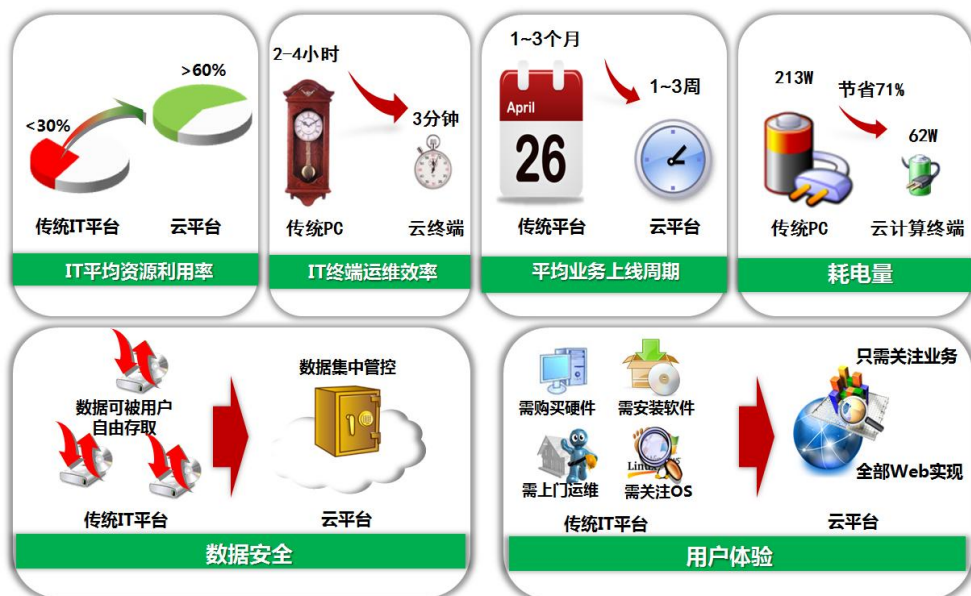 <30%
>60%
传统IT平台
云平台
IT平均资源利用率
2-4小时
3分钟
传统PC
云终端
IT终端运维效率
1~3个月
1~3周
April
26
传统平台
云平台
平均业务上线周期
213W
节省71%
62W
传统PC
云计算终端
耗电量
数据可被用户
自由存取
数据集中管控
传统IT平台
云平台
数据安全
需购买硬件
需安装软件
Linux
需上门运维
需关注OS
传统IT平台
只需关注业务
全部Web实现
云平台
用户体验